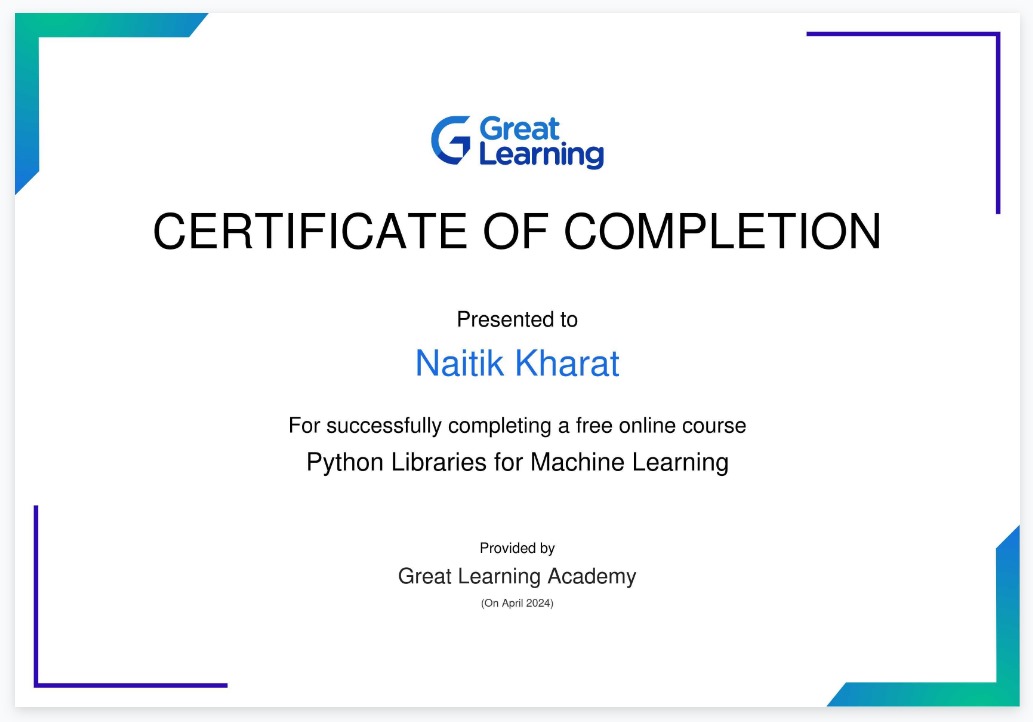 Great
Learning
CERTIFICATE OF COMPLETION
Presented to
Naitik Kharat
For successfully completing a free online course
Python Libraries for Machine Learning
Provided by
Great Learning Academy
(On April 2024)